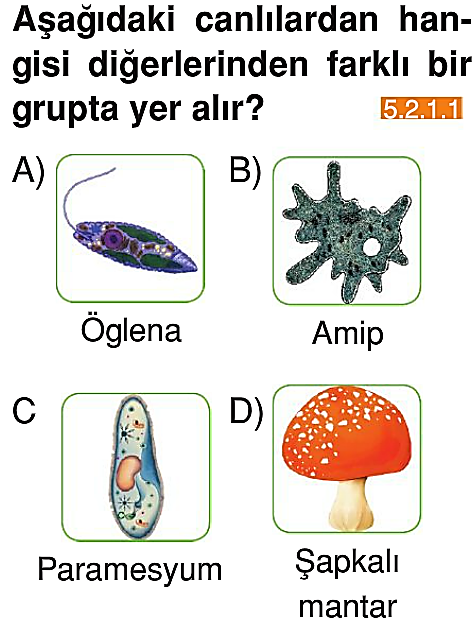 Aşağıdaki canlılardan han-
gisi diğerlerinden farklı bir
grupta yer alır? 5.2.1.1
A) B)
Öglena Amip
C D)
Paramesyum Şapkalı
mantar